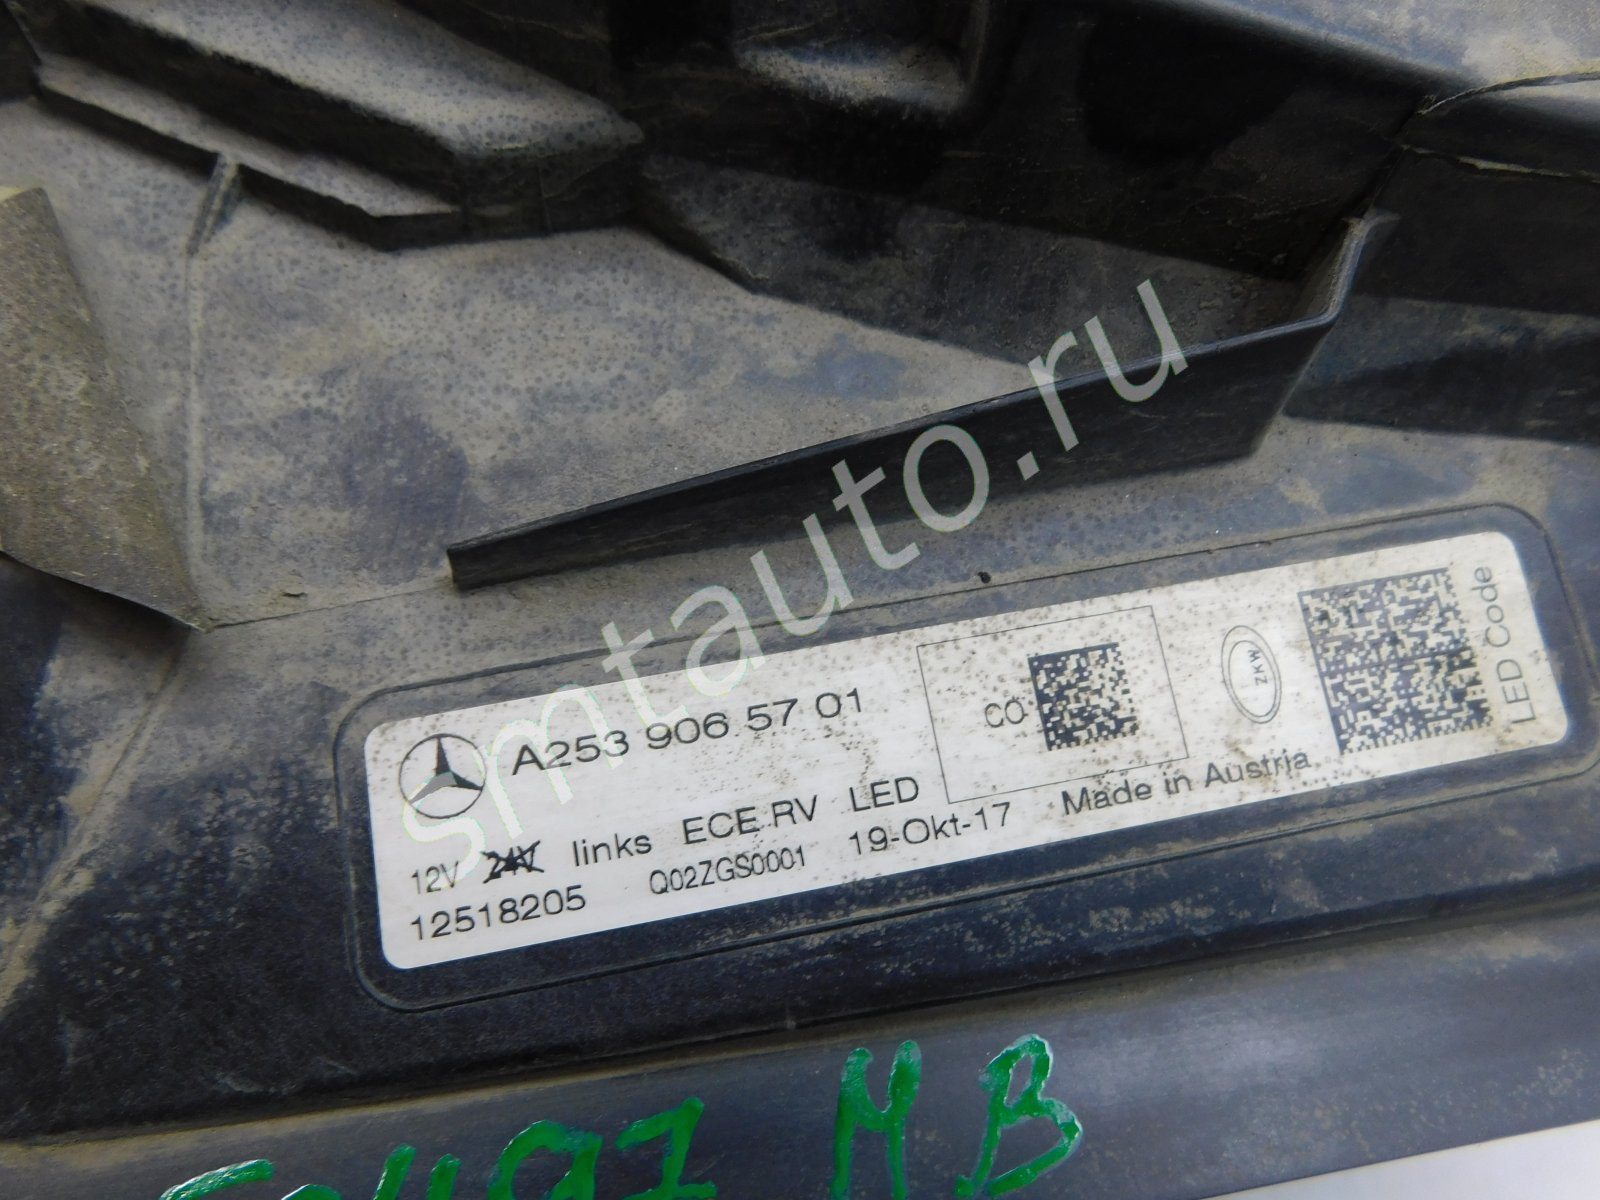 smtauto.ru
A253 906 57 01
CO
ZKW
LED Code
12V 24V links ECE RV LED
12518205 Q02ZGS0001 19-Okt-17 Made in Austria
MB